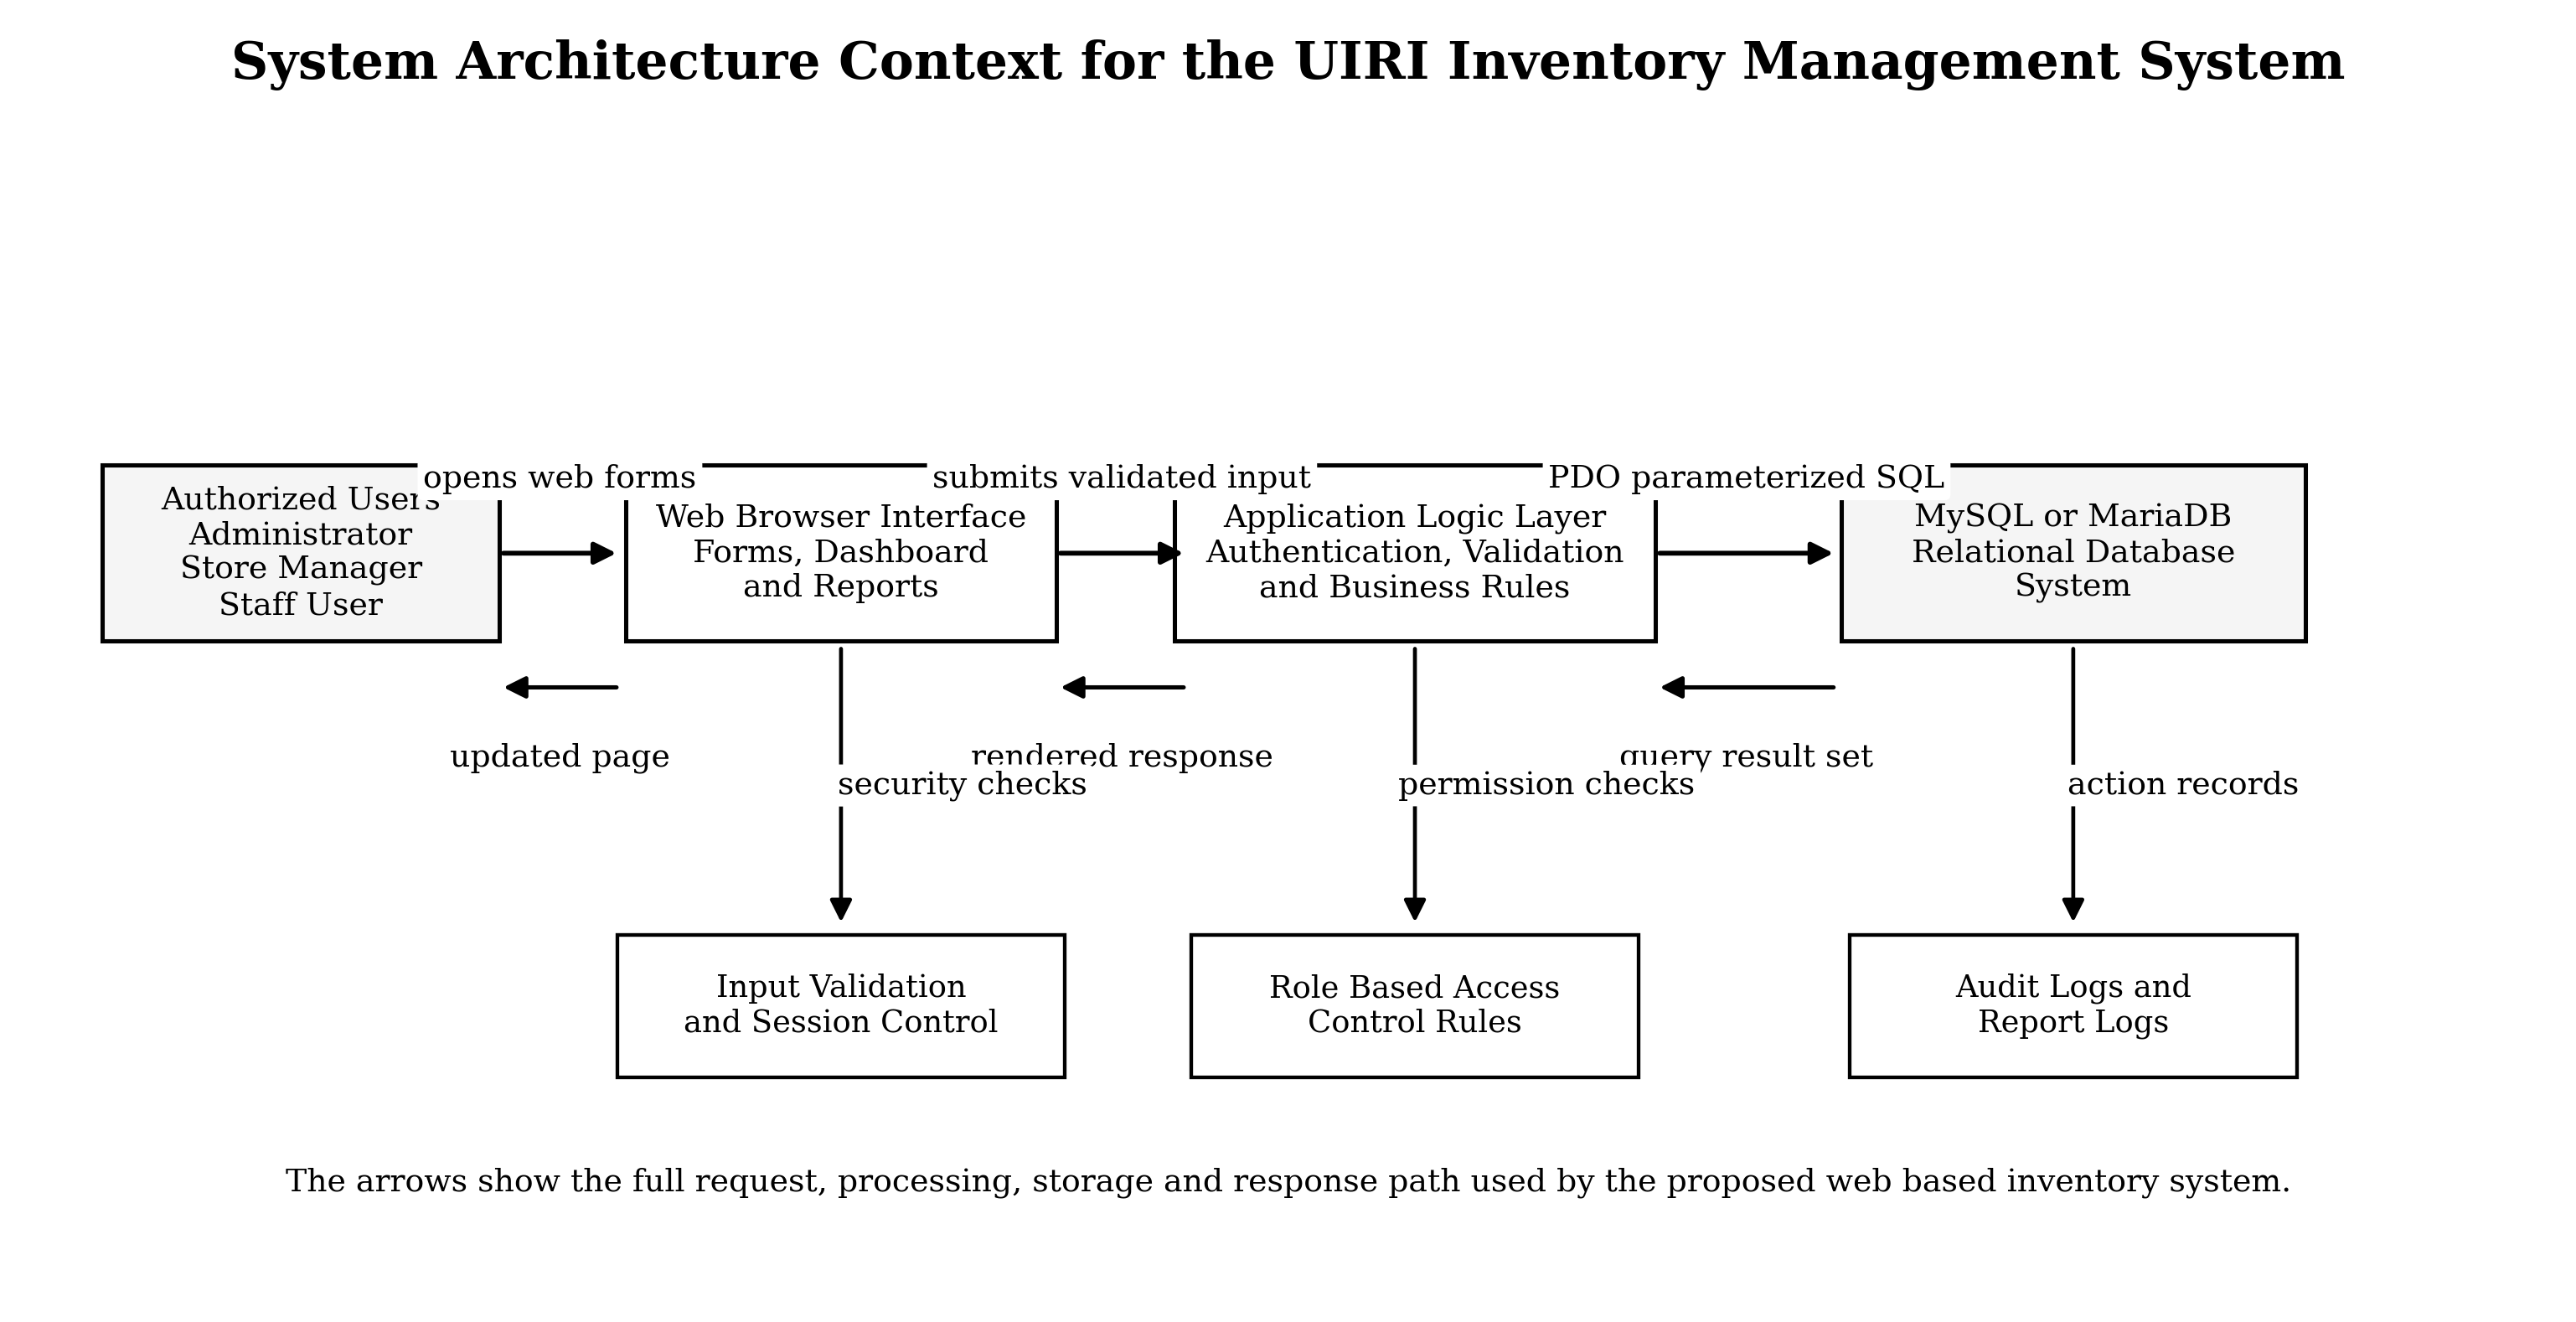 System Architecture Context for the UIRI Inventory Management System
opens web forms
submits validated input
PDO parameterized SQL
Authorized Users
Administrator
Store Manager
Staff User
Web Browser Interface
Forms, Dashboard
and Reports
Application Logic Layer
Authentication, Validation
and Business Rules
MySQL or MariaDB
Relational Database
System
updated page
rendered response
query result set
security checks
permission checks
action records
Input Validation
and Session Control
Role Based Access
Control Rules
Audit Logs and
Report Logs
The arrows show the full request, processing, storage and response path used by the proposed web based inventory system.